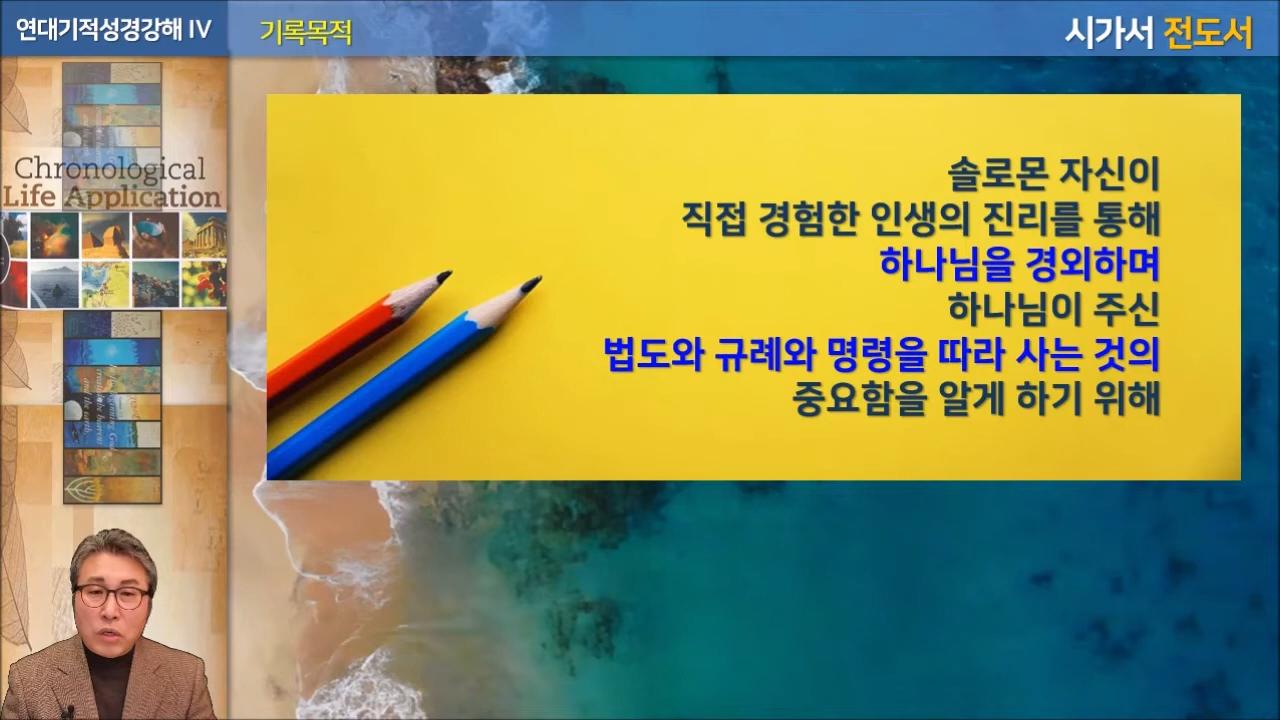 연대기적성경강해 IV
기록목적
시가서 전도서
Chronological
Life Application
솔로몬 자신이
직접 경험한 인생의 진리를 통해
하나님을 경외하며
하나님이 주신
법도와 규례와 명령을 따라 사는 것의
중요함을 알게 하기 위해